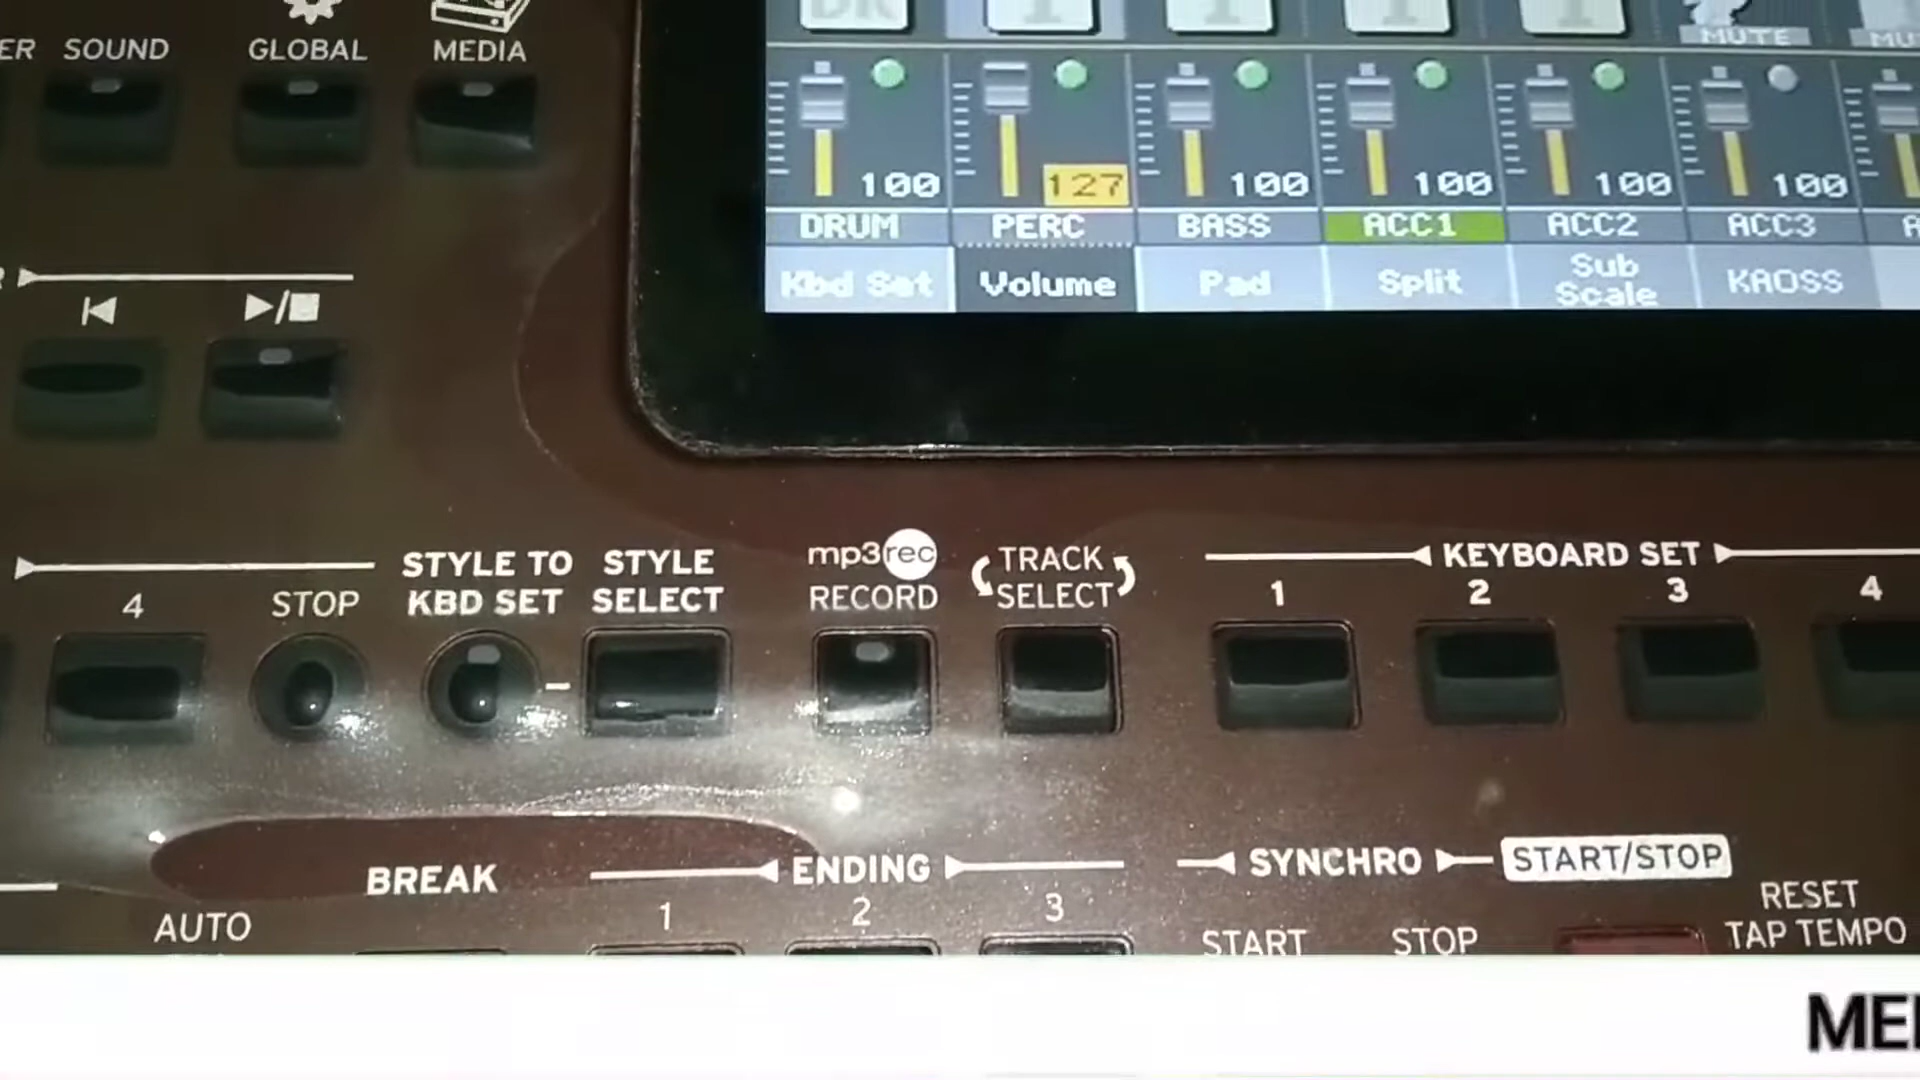 SOUND
GLOBAL
MEDIA
MUTE
100
127
100
100
100
100
DRUM
PERC
BASS
ACC1
ACC2
ACC3
Kbd Set
Volume
Pad
Split
Sub
Scale
KAOSS
4
STOP
STYLE TO
KBD SET
STYLE
SELECT
mp3rec
RECORD
TRACK
SELECT
KEYBOARD SET
1
2
3
4
BREAK
ENDING
1
2
3
SYNCHRO
START/STOP
AUTO
START
STOP
RESET
TAP TEMPO